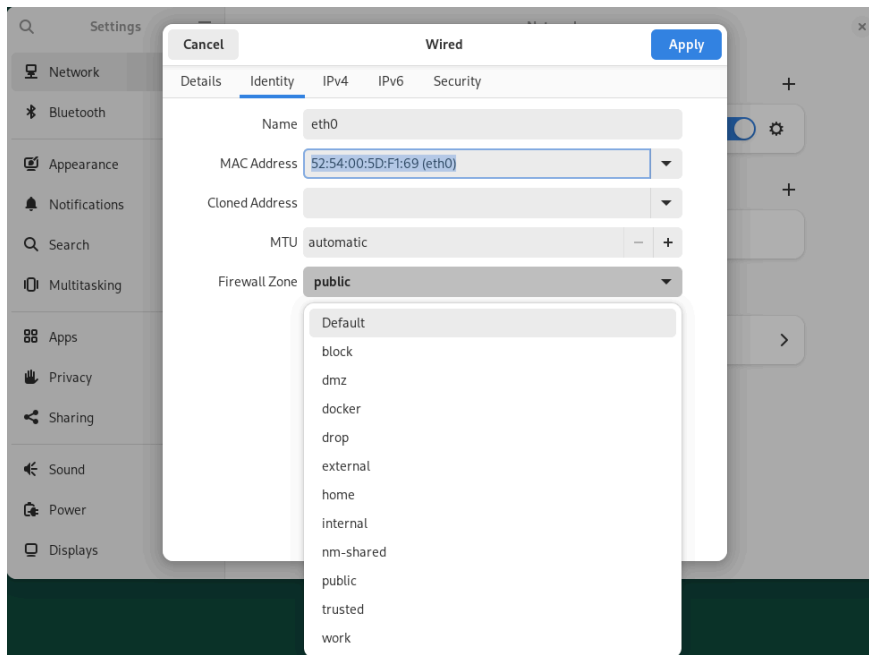 Settings
Cancel
Wired
Apply
Details
Identity
IPv4
IPv6
Security
Network
Bluetooth
Appearance
Notifications
Search
Multitasking
Apps
Privacy
Sharing
Sound
Power
Displays
Name
eth0
MAC Address
52:54:00:5D:F1:69 (eth0)
Cloned Address
MTU
automatic
Firewall Zone
public
Default
block
dmz
docker
drop
external
home
internal
nm-shared
public
trusted
work